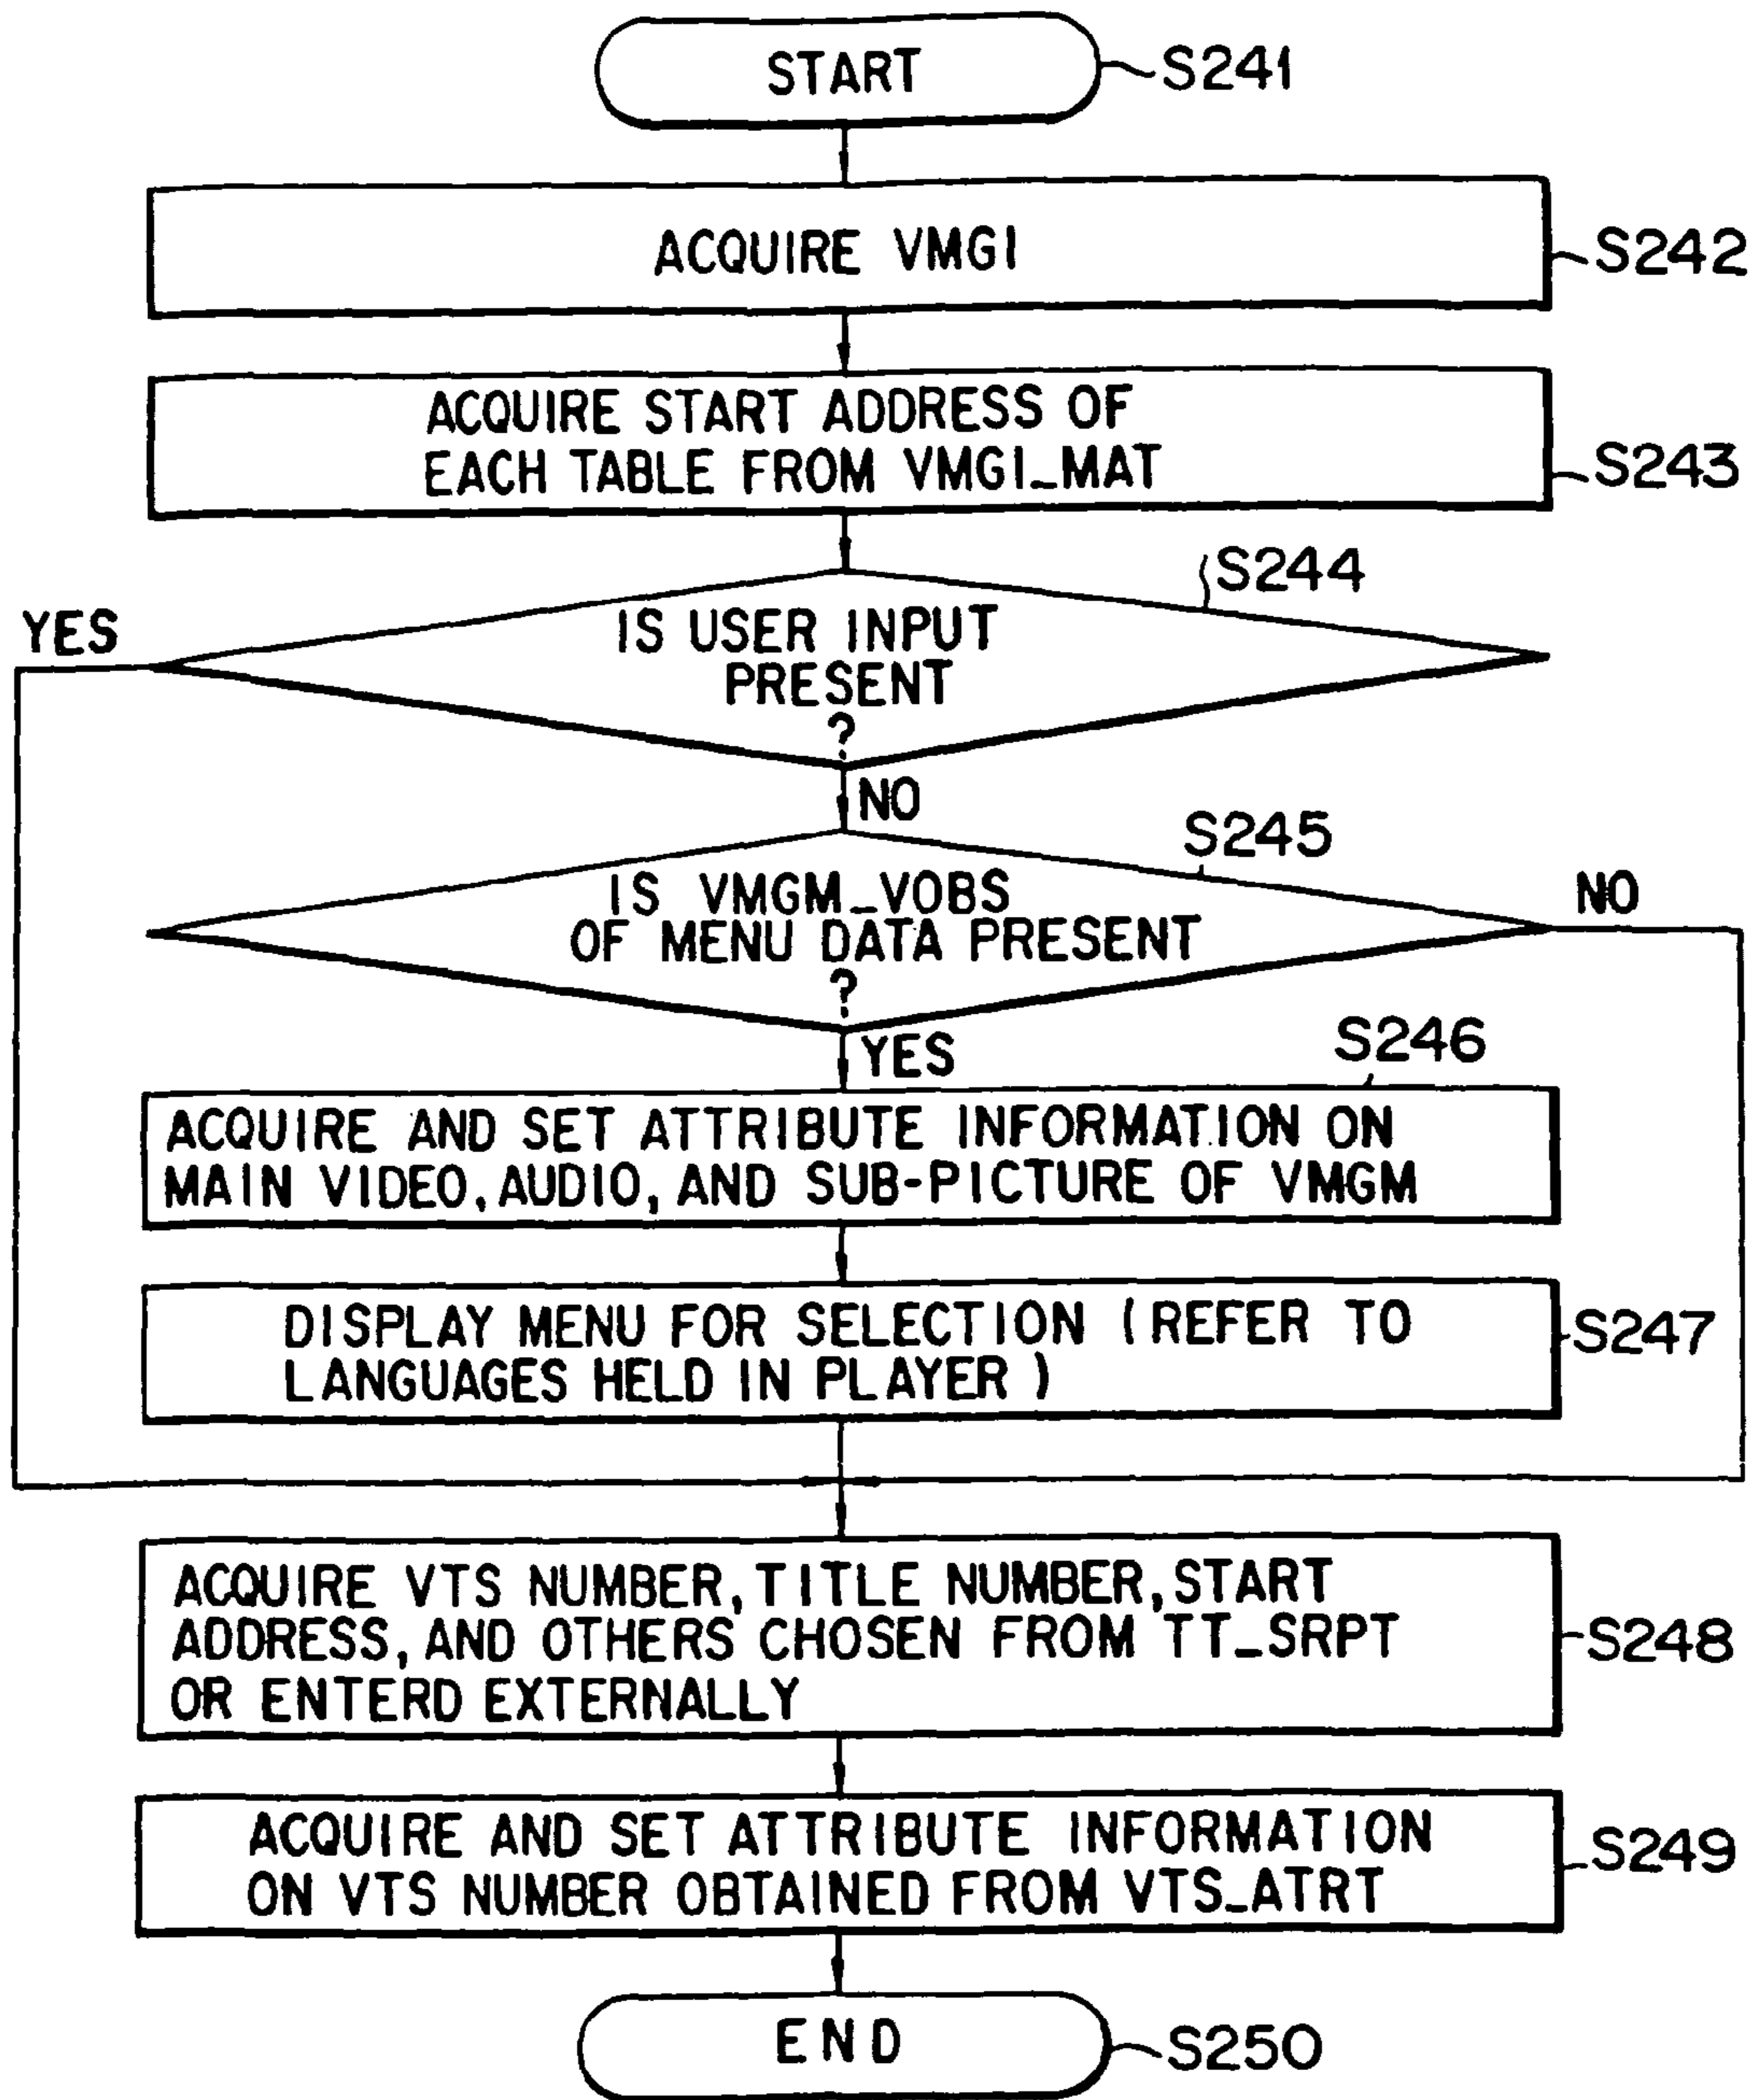 START
S241
ACQUIRE VMGI
S242
ACQUIRE START ADDRESS OF
EACH TABLE FROM VMGI_MAT
S243
S244
YES
IS USER INPUT
PRESENT
?
NO
S245
IS VMGM_VOBS
OF MENU DATA PRESENT
?
NO
YES
S246
ACQUIRE AND SET ATTRIBUTE INFORMATION ON
MAIN VIDEO, AUDIO, AND SUB-PICTURE OF VMGM
DISPLAY MENU FOR SELECTION (REFER TO
LANGUAGES HELD IN PLAYER)
S247
ACQUIRE VTS NUMBER, TITLE NUMBER, START
ADDRESS, AND OTHERS CHOSEN FROM TT_SRPT
OR ENTERD EXTERNALLY
S248
ACQUIRE AND SET ATTRIBUTE INFORMATION
ON VTS NUMBER OBTAINED FROM VTS_ATRT
S249
END
S250